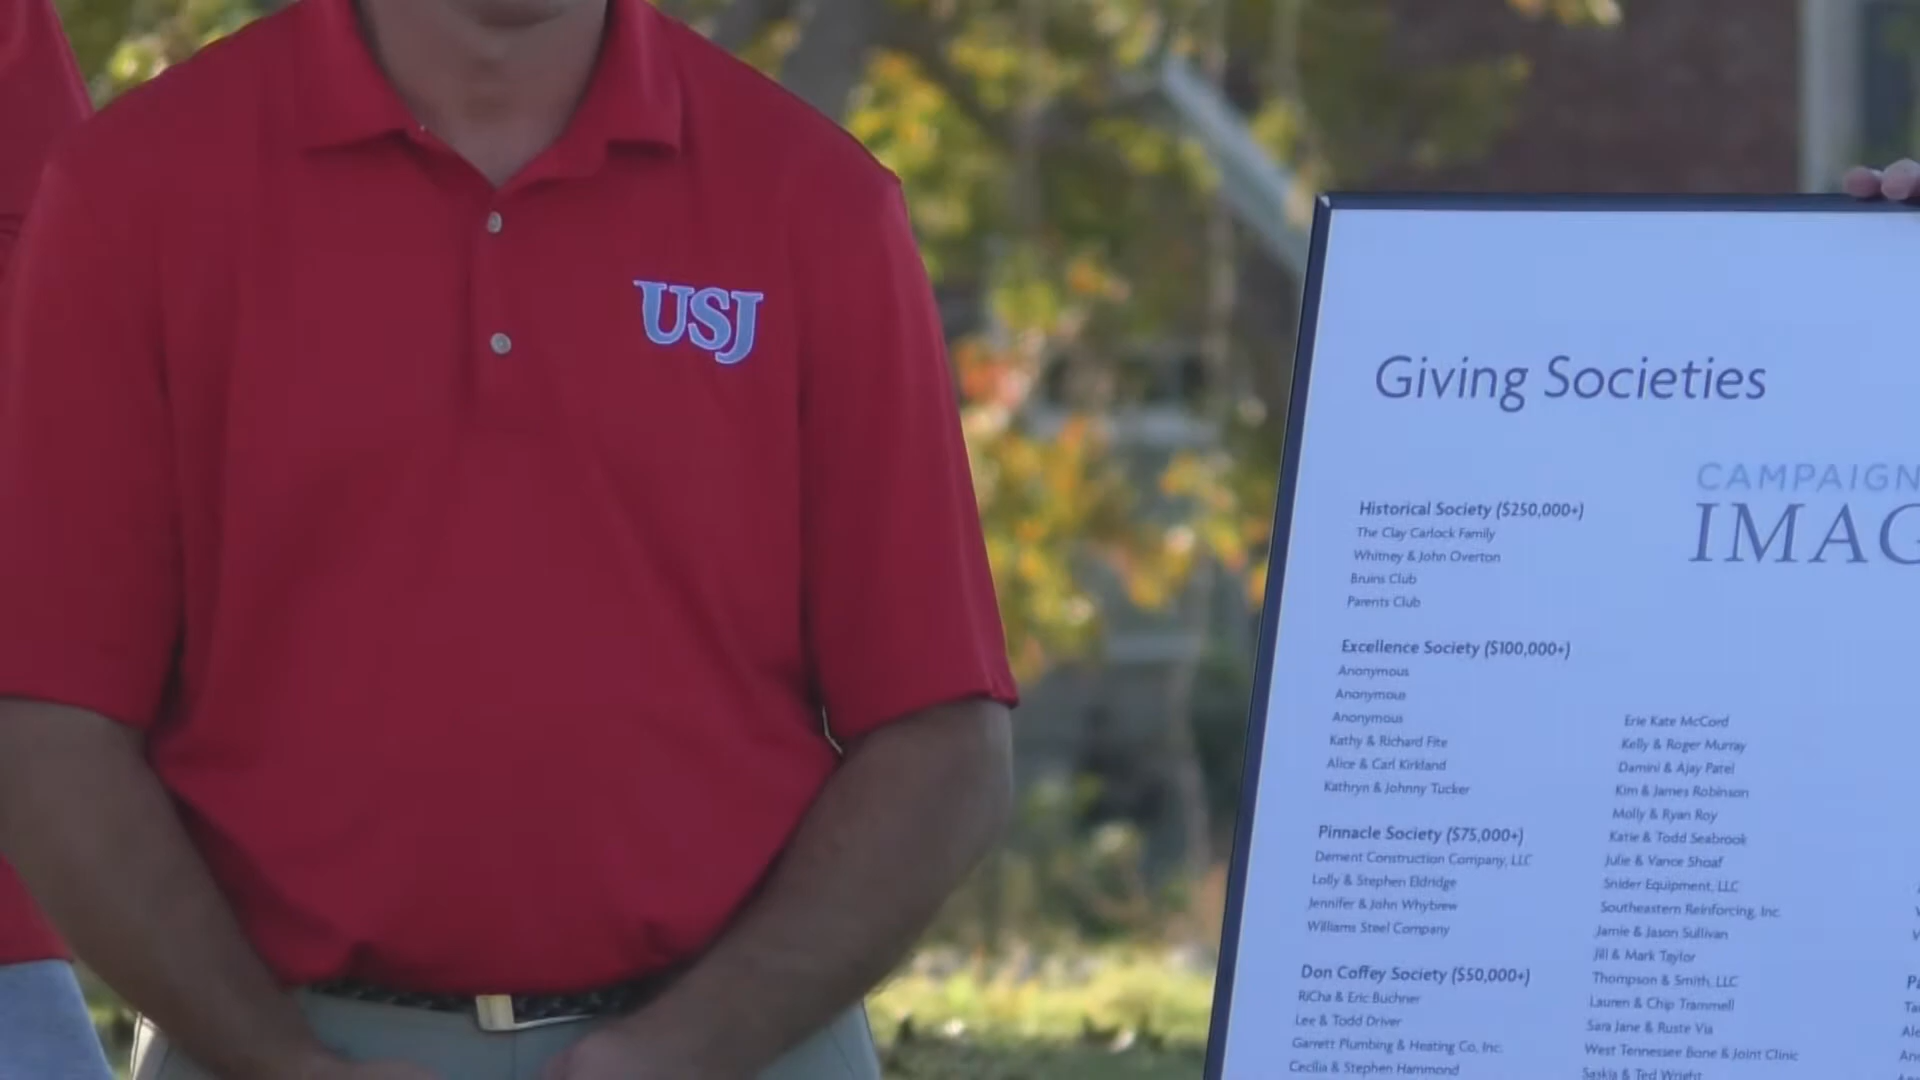 USJ
Giving Societies
CAMPAIGN
IMAG
Historical Society ($250,000+)
The Clay Carlock Family
Whitney & John Overton
Bruins Club
Parents Club
Excellence Society ($100,000+)
Anonymous
Anonymous
Anonymous
Kathy & Richard Fite
Alice & Carl Kirkland
Kathryn & Johnny Tucker
Pinnacle Society ($75,000+)
Dement Construction Company, LLC
Lolly & Stephen Eldridge
Jennifer & John Whybrew
Williams Steel Company
Don Coffey Society ($50,000+)
RiCha & Eric Buchner
Lee & Todd Driver
Garrett Plumbing & Heating Co, Inc.
Cecilia & Stephen Hammond
Erie Kate McCord
Kelly & Roger Murray
Damini & Ajay Patel
Kim & James Robinson
Molly & Ryan Roy
Katie & Todd Seabrook
Julie & Vance Shoaf
Snider Equipment, LLC
Southeastern Reinforcing, Inc.
Jamie & Jason Sullivan
Jill & Mark Taylor
Thompson & Smith, LLC
Lauren & Chip Trammell
Sara Jane & Ruste Via
West Tennessee Bone & Joint Clinic
Saskia & Ted Wright